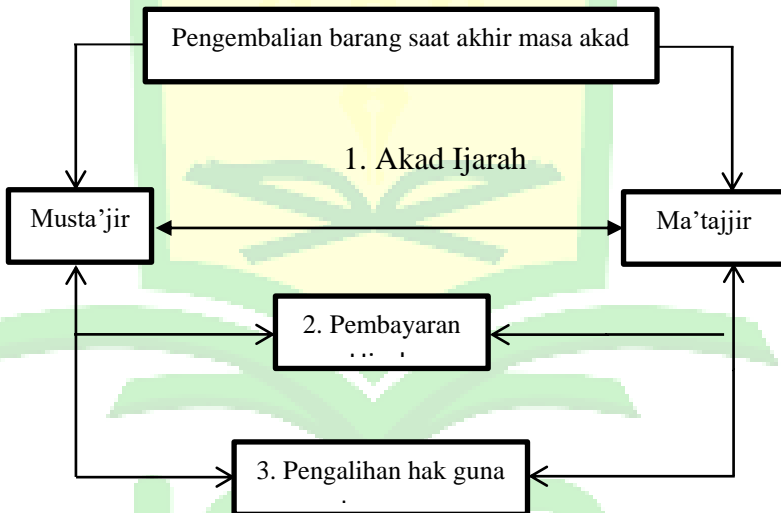 Pengembalian barang saat akhir masa akad
1. Akad Ijarah
Musta’jir
Ma’tajjir
2. Pembayaran
3. Pengalihan hak guna